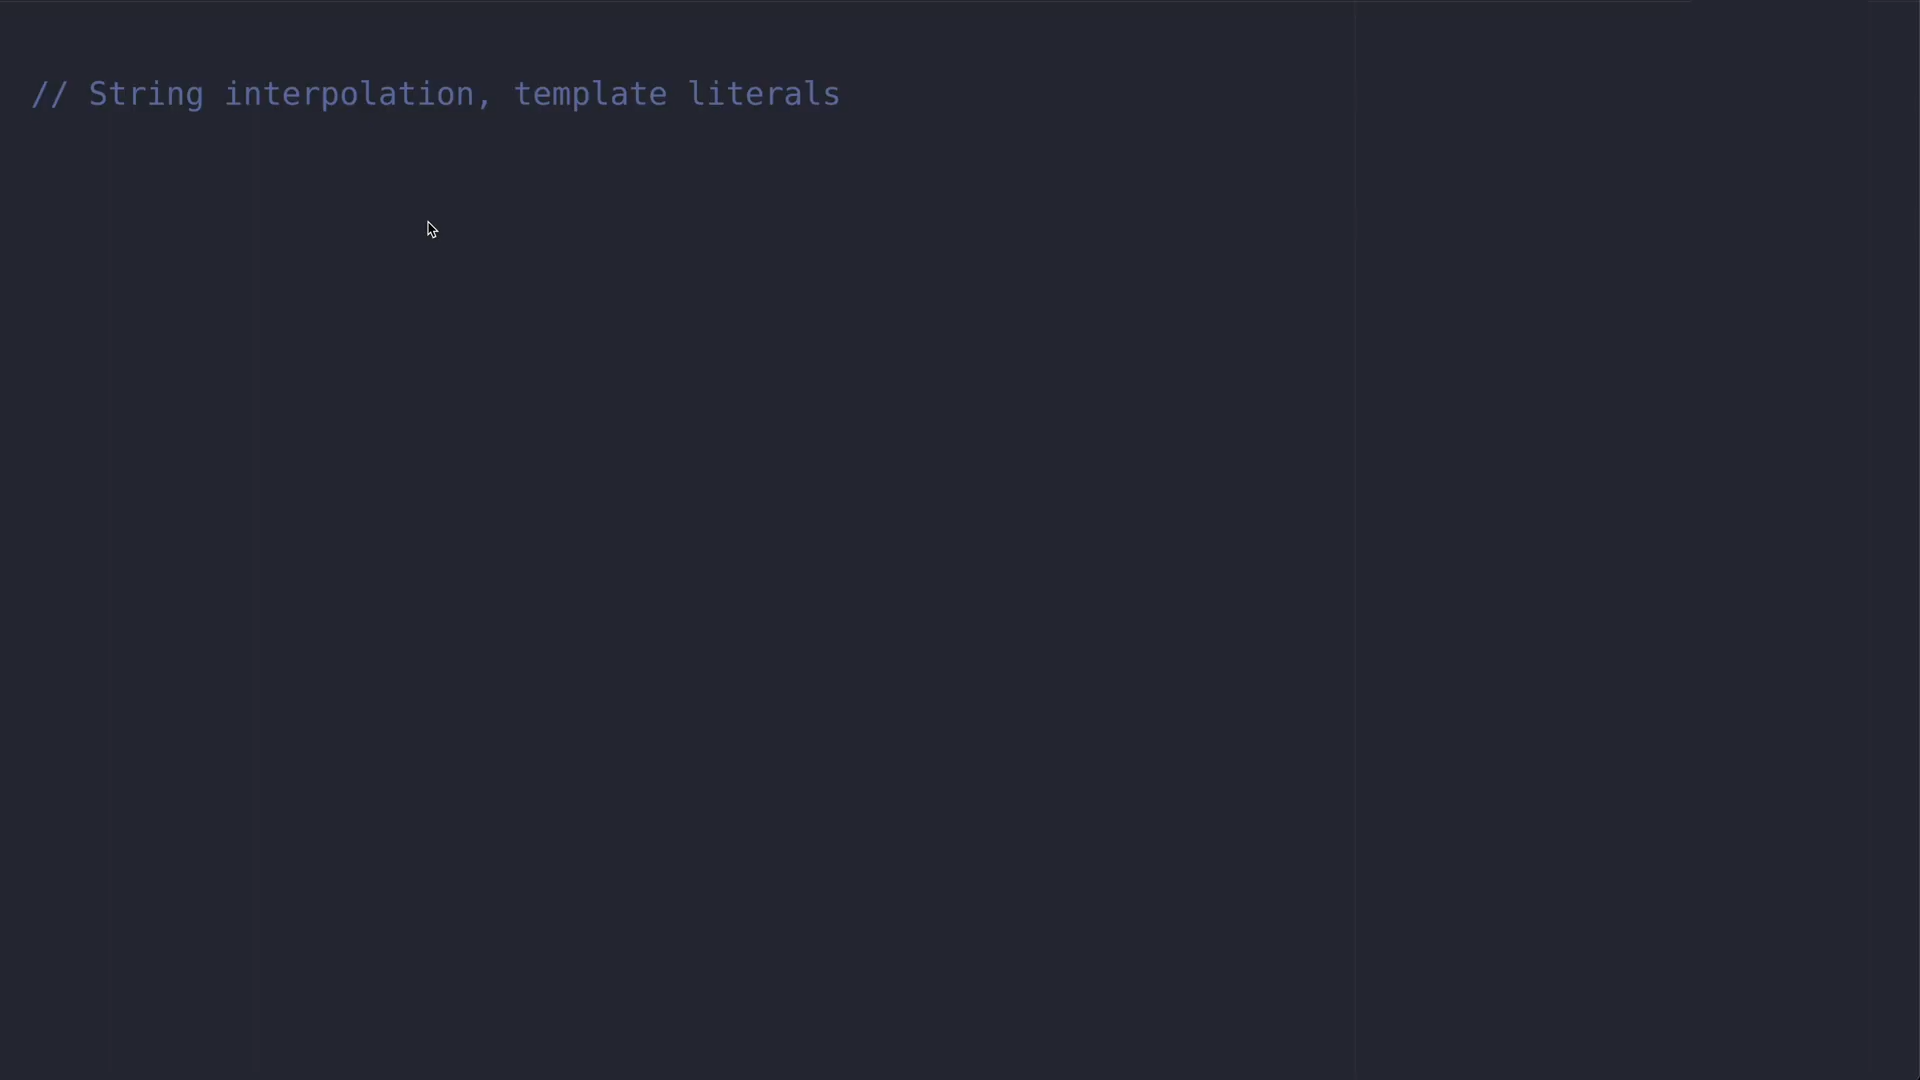 // String interpolation, template literals